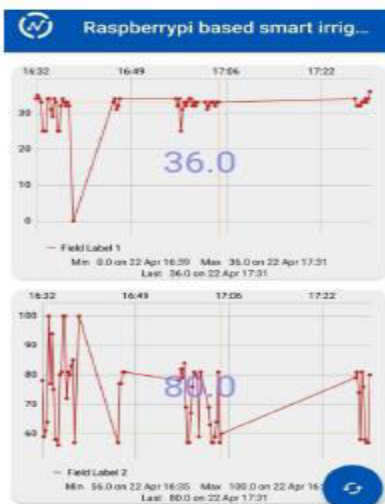 Raspberrypi based smart irrig...
16:32 16:49 17:06 17:22
30
20
10
0
36.0
Field Label 1
Min 0.0 on 22 Apr 16:39 Max 36.0 on 22 Apr 17:31
Last 36.0 on 22 Apr 17:31
16:32 16:49 17:06 17:22
100
90
80
70
60
80.0
Field Label 2
Min 56.0 on 22 Apr 16:35 Max 100.0 on 22 Apr
Last 80.0 on 22 Apr 17:31